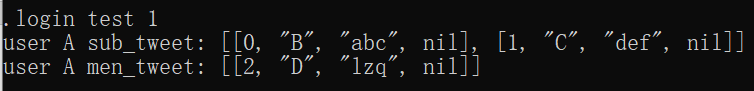 .login test 1
user A sub_tweet: [[0, "B", "abc", nil], [1, "C", "def", nil]]
user A men_tweet: [[2, "D", "lzq", nil]]